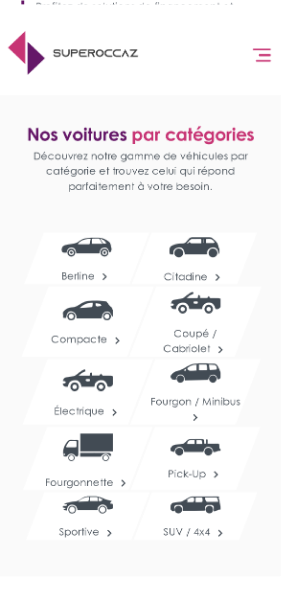 SUPEROCCAZ
Nos voitures par catégories
Découvrez notre gamme de véhicules par
catégorie et trouvez celui qui répond
parfaitement à votre besoin.
Berline >
Citadine >
Compacte >
Coupé /
Cabriolet >
Électrique >
Fourgon / Minibus
>
Fourgonnette >
Pick-Up >
Sportive >
SUV / 4x4 >